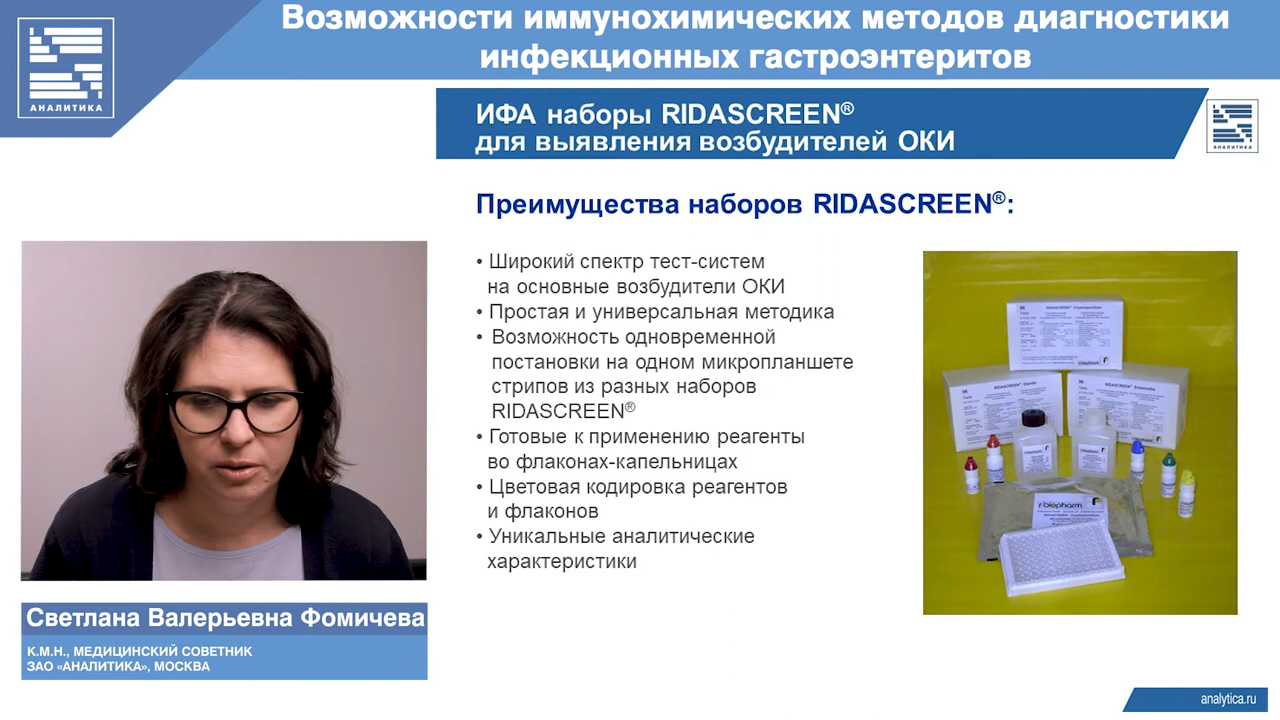 Возможности иммунохимических методов диагностики
инфекционных гастроэнтеритов
АНАЛИТИКА
ИФА наборы RIDASCREEN®
для выявления возбудителей ОКИ
АНАЛИТИКА
Преимущества наборов RIDASCREEN®:
• Широкий спектр тест-систем
на основные возбудители ОКИ
• Простая и универсальная методика
• Возможность одновременной
постановки на одном микропланшете
стрипов из разных наборов
RIDASCREEN®
• Готовые к применению реагенты
во флаконах-капельницах
• Цветовая кодировка реагентов
и флаконов
• Уникальные аналитические
характеристики
r-biopharm
Светлана Валерьевна Фомичева
К.М.Н., МЕДИЦИНСКИЙ СОВЕТНИК
ЗАО «АНАЛИТИКА», МОСКВА
analytica.ru